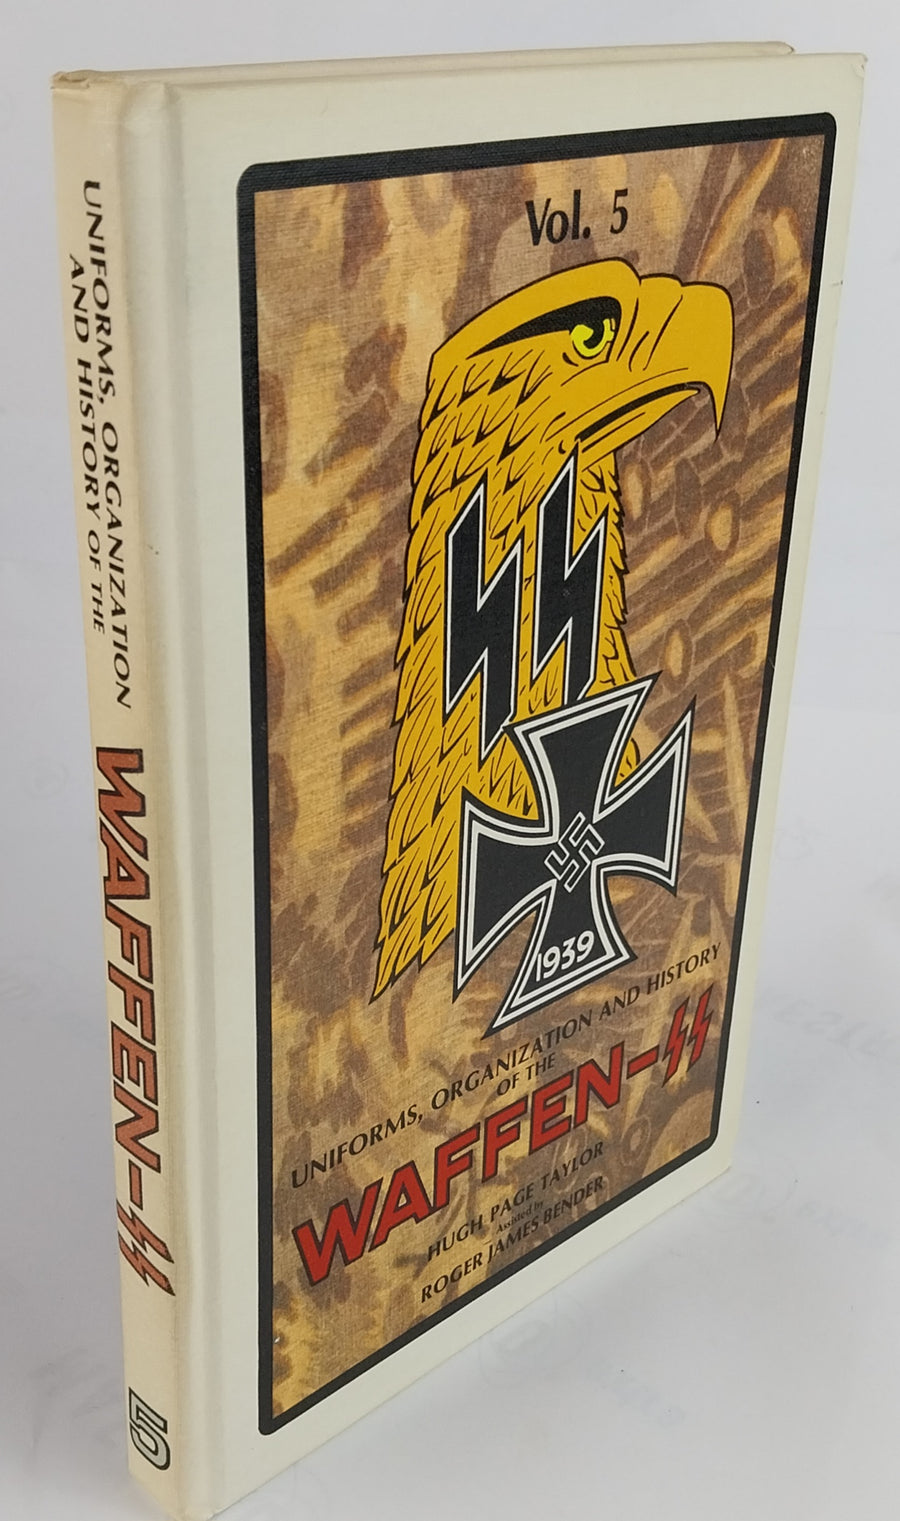 UNIFORMS, ORGANIZATION
AND HISTORY OF THE
WAFFEN-SS
5
Vol. 5
SS
1939
UNIFORMS, ORGANIZATION AND HISTORY
OF THE
WAFFEN-SS
HUGH PAGE TAYLOR
Assisted by
ROGER JAMES BENDER